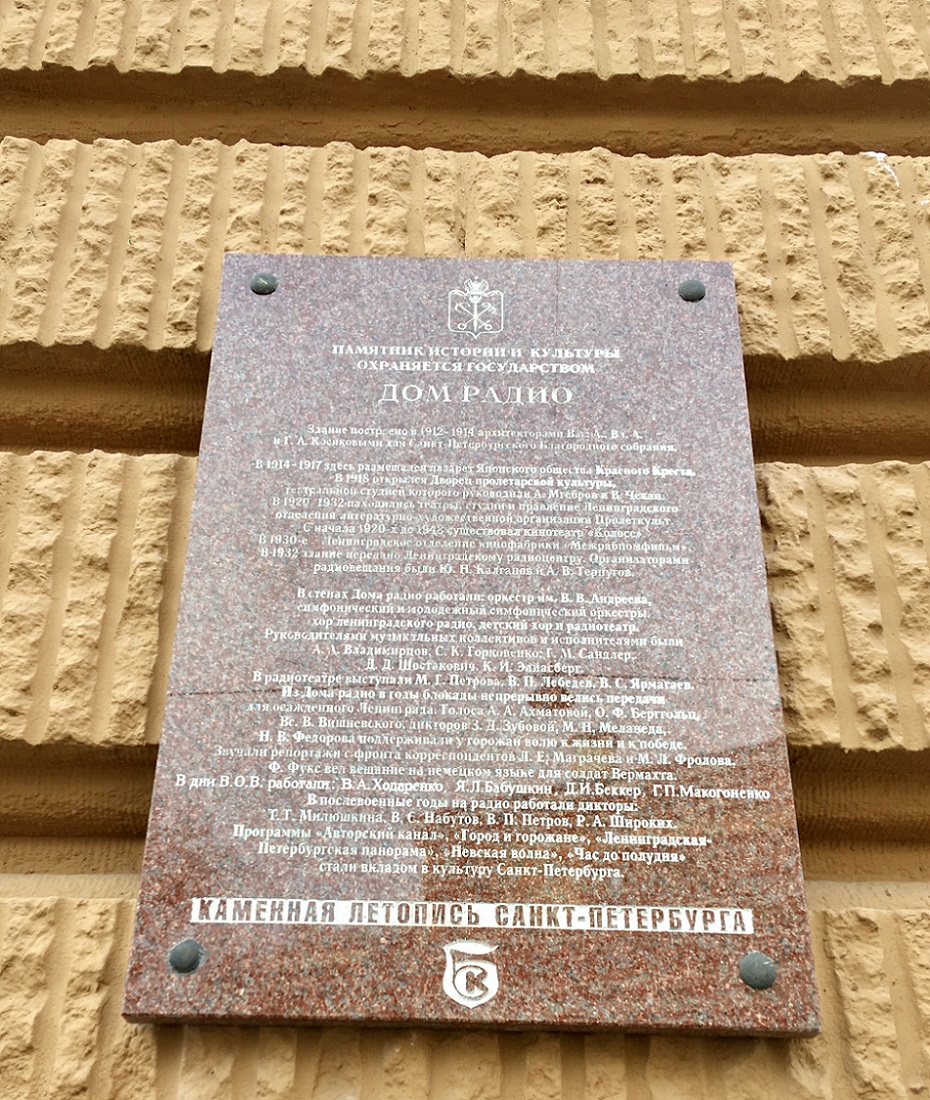 ПАМЯТНИК ИСТОРИИ И КУЛЬТУРЫ
ОХРАНЯЕТСЯ ГОСУДАРСТВОМ
ДОМ РАДИО
Здание построено в 1912-1914 архитекторами
и Г. А. Косяковыми для Санкт-Петербургского Благородного собрания.
В 1914-1917 здесь размещался лазарет Японского общества Красного Креста.
В 1918 открылся Дворец пролетарской культуры,
театральной студией которого руководили А. Мгебров и В. Чекан.
В 1920-1932 находились театры, студии и правление Ленинградского
отделения литературно-художественной организации Пролеткульт.
С начала 1920-х до 1942 существовал кинотеатр «Колосс».
В 1930-е Ленинградское отделение кинофабрики «Межрабпомфильм».
В 1932 здание передано Ленинградскому радиоцентру. Организаторами
радиовещания были Ю. Н. Калганов и А. В.
В стенах Дома радио работали: оркестр им. В. В. Андреева,
симфонический и молодежный симфонический оркестры,
хор ленинградского радио, детский хор и радиотеатр.
Руководителями музыкальных коллективов и исполнителями были
А. А. Владимирцов, С. К. Горковенко, Г. М. Сандлер,
Д. Д. Шостакович, К. И. Элиасберг.
В радиотеатре выступали М. Г. Петрова, В. П. Лебедев, В. С. Ярмагаев.
Из Дома радио в годы блокады непрерывно велись передачи
для осажденного Ленинграда. Голоса А. А. Ахматовой, О. Ф. Берггольц,
Вс. В. Вишневского, дикторов З. Д. Зубовой, М. Н. Меланеда,
Н. В. Федорова поддерживали у горожан волю к жизни и к победе.
Звучали репортажи с фронта корреспондентов Л. Е. Маграчева и М. Л. Фролова.
Ф. Фукс вел вещание на немецком языке для солдат Вермахта.
В дни В.О.В. работали: В.А.Ходоренко, Я.Л.Бабушкин, Д.И.Беккер, Г.П.Макогоненко
В послевоенные годы на радио работали дикторы:
Т. Г. Милюшкина, В. С. Набутов, В. П. Петров, Р. А. Широких.
Программы «Авторский канал», «Город и горожане», «Ленинградская-
Петербургская панорама», «Невская волна», «Час до полудня»
стали вкладом в культуру Санкт-Петербурга.
КАМЕННАЯ ЛЕТОПИСЬ САНКТ-ПЕТЕРБУРГА